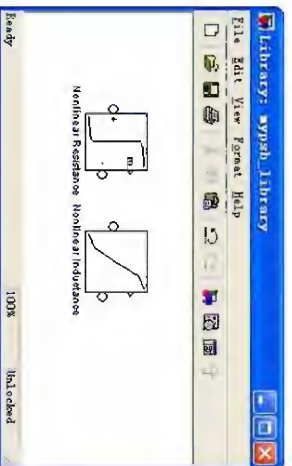 Library: mypsb_library
File Edit View Format Help
+ m
Nonlinear Resistance Nonlinear Inductance
Ready 100% Unlocked